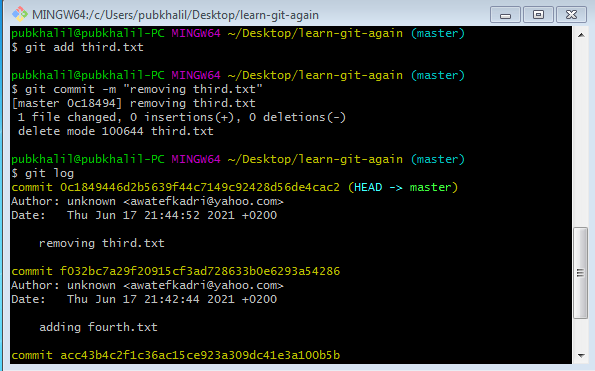 MINGW64:/c/Users/pubkhalil/Desktop/learn-git-again
pubkhalil@pubkhalil-PC MINGW64 ~/Desktop/learn-git-again (master)
$ git add third.txt
pubkhalil@pubkhalil-PC MINGW64 ~/Desktop/learn-git-again (master)
$ git commit -m "removing third.txt"
[master 0c18494] removing third.txt
1 file changed, 0 insertions(+), 0 deletions(-)
delete mode 100644 third.txt
pubkhalil@pubkhalil-PC MINGW64 ~/Desktop/learn-git-again (master)
$ git log
commit 0c1849446d2b5639f44c7149c92428d56de4cac2 (HEAD -> master)
Author: unknown <awatefkadri@yahoo.com>
Date:   Thu Jun 17 21:44:52 2021 +0200
removing third.txt
commit f032bc7a29f20915cf3ad728633b0e6293a54286
Author: unknown <awatefkadri@yahoo.com>
Date:   Thu Jun 17 21:42:44 2021 +0200
adding fourth.txt
commit acc43b4c2f1c36ac15ce923a309dc41e3a100b5b